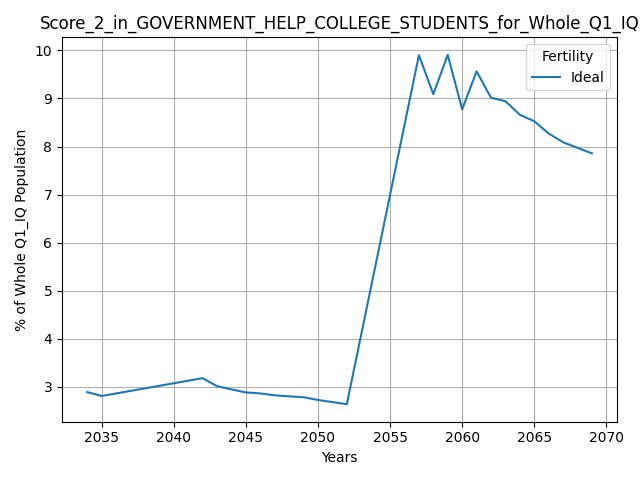 Score_2_in_GOVERNMENT_HELP_COLLEGE_STUDENTS_for_Whole_Q1_IQ
Fertility
Ideal
10
9
8
7
6
5
4
3
% of Whole Q1_IQ Population
2035 2040 2045 2050 2055 2060 2065 2070
Years